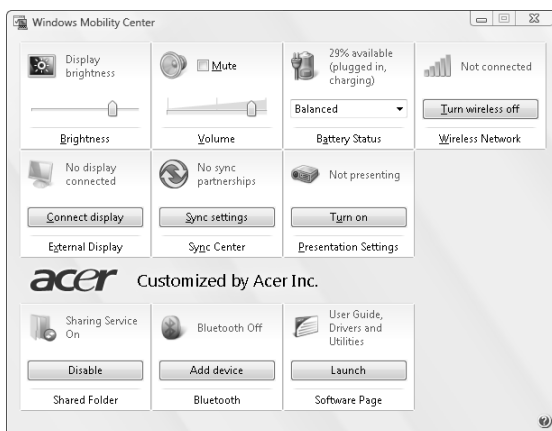 Windows Mobility Center
Display
brightness
Brightness
Mute
Volume
29% available
(plugged in,
charging)
Balanced
Battery Status
Not connected
Turn wireless off
Wireless Network
No display
connected
Connect display
External Display
No sync
partnerships
Sync settings
Sync Center
Not presenting
Turn on
Presentation Settings
acer Customized by Acer Inc.
Sharing Service
On
Disable
Shared Folder
Bluetooth Off
Add device
Bluetooth
User Guide,
Drivers and
Utilities
Launch
Software Page